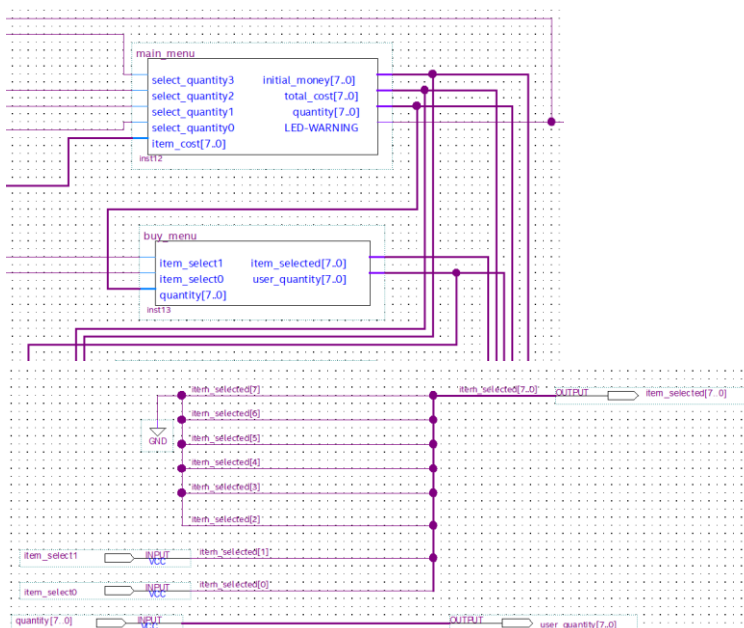 main_menu
select_quantity3 initial_money[7..0]
select_quantity2 total_cost[7..0]
select_quantity1 quantity[7..0]
select_quantity0 LED-WARNING
item_cost[7..0]
inst12
buy_menu
item_select1 item_selected[7..0]
item_select0 user_quantity[7..0]
quantity[7..0]
inst13
item_selected[7] item_selected[7..0] OUTPUT item_selected[7..0]
item_selected[6]
GND
item_selected[5]
item_selected[4]
item_selected[3]
item_selected[2]
item_select1 INPUT item_selected[1]
VCC
item_select0 INPUT item_selected[0]
VCC
quantity[7..0] INPUT OUTPUT user_quantity[7..0]
VCC